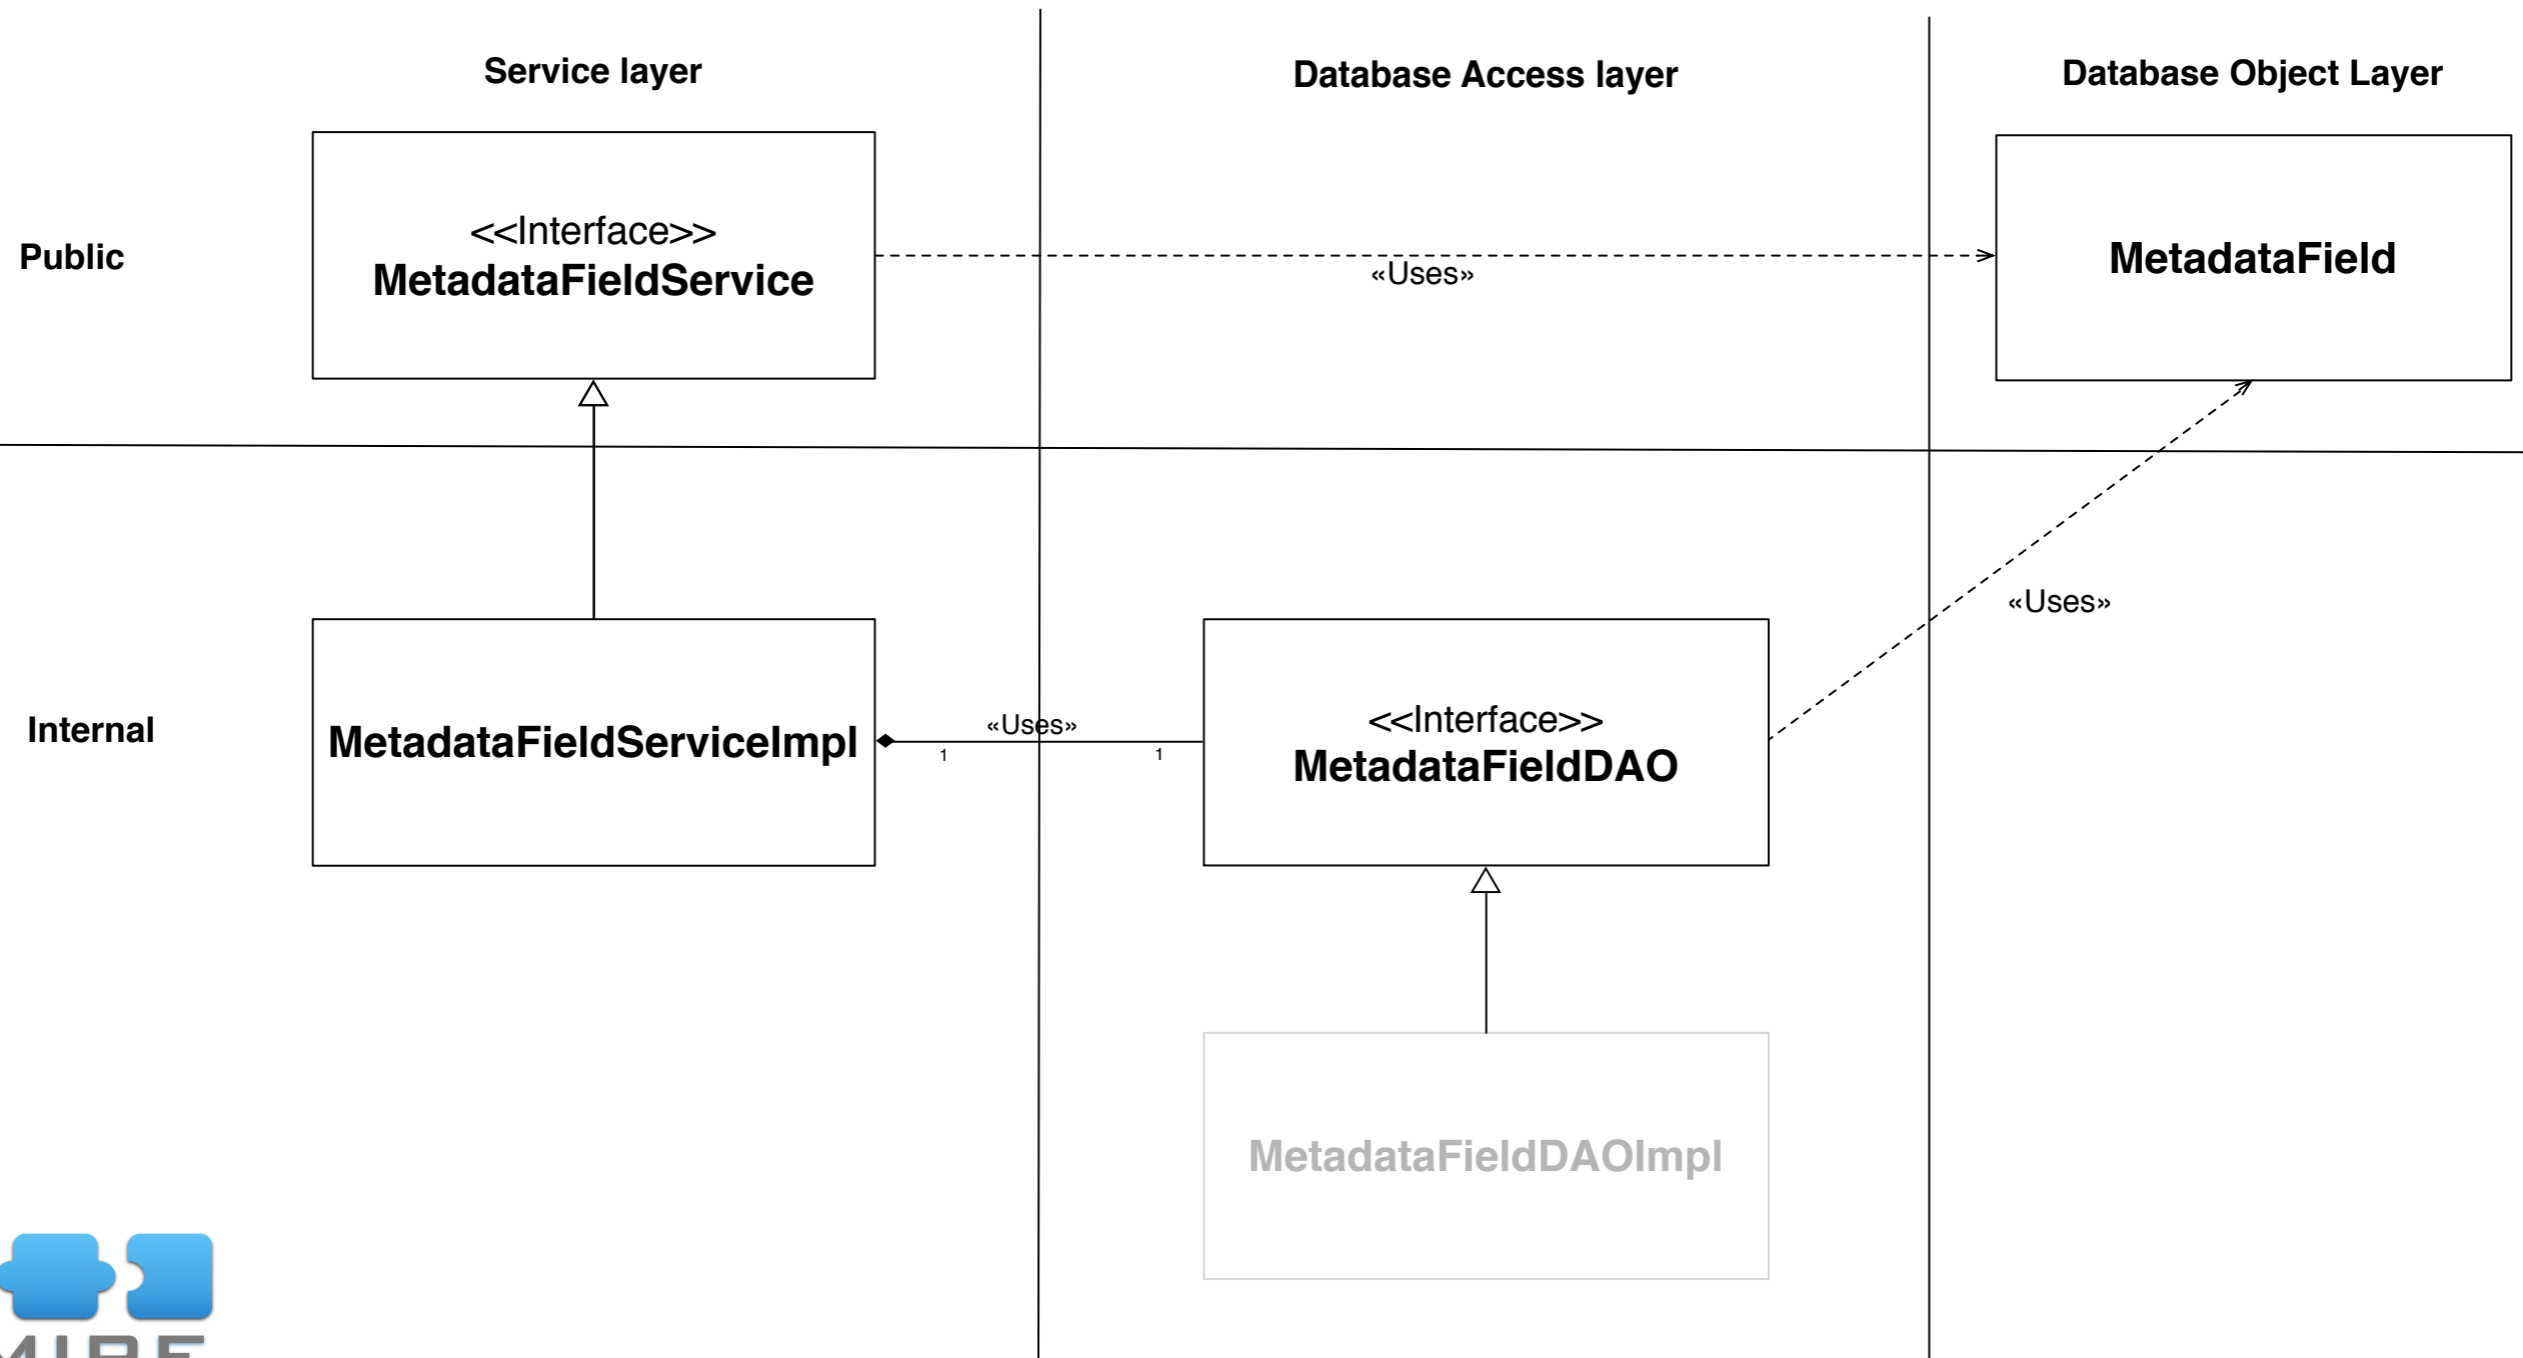 Service layer
Database Access layer
Database Object Layer
Public
<<Interface>>
MetadataFieldService
«Uses»
MetadataField
«Uses»
Internal
MetadataFieldServiceImpl
«Uses»
1
1
<<Interface>>
MetadataFieldDAO
MetadataFieldDAOImpl